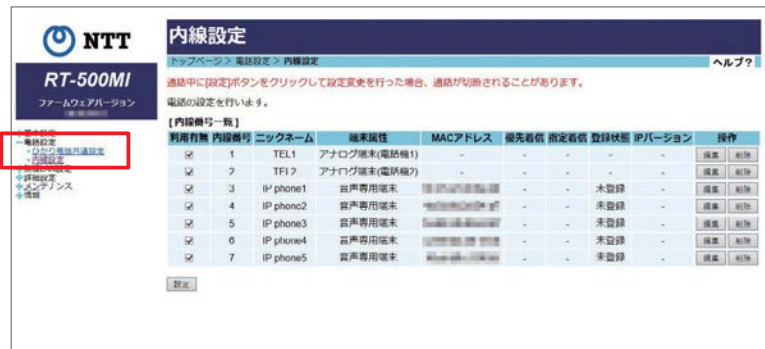 NTT
RT-500MI
ファームウェアバージョン
基本設定
電話設定
ひかり電話共通設定
内線設定
詳細設定
メンテナンス
情報
内線設定
トップページ > 電話設定 > 内線設定
ヘルプ?
通話中に[設定]ボタンをクリックして設定変更を行った場合、通話が切断されることがあります。
電話の設定を行います。
[内線番号一覧]
利用有無 内線番号 ニックネーム 端末属性 MACアドレス 優先着信 指定着信 登録状態 IPバージョン 操作
1 TEL1 アナログ端末(電話機1) - - - - - 編集 削除
2 TEL2 アナログ端末(電話機2) - - - - - 編集 削除
3 IP phone1 音声専用端末 - - 未登録 - 編集 削除
4 IP phone2 音声専用端末 - - 未登録 - 編集 削除
5 IP phone3 音声専用端末 - - 未登録 - 編集 削除
6 IP phone4 音声専用端末 - - 未登録 - 編集 削除
7 IP phone5 音声専用端末 - - 未登録 - 編集 削除
設定